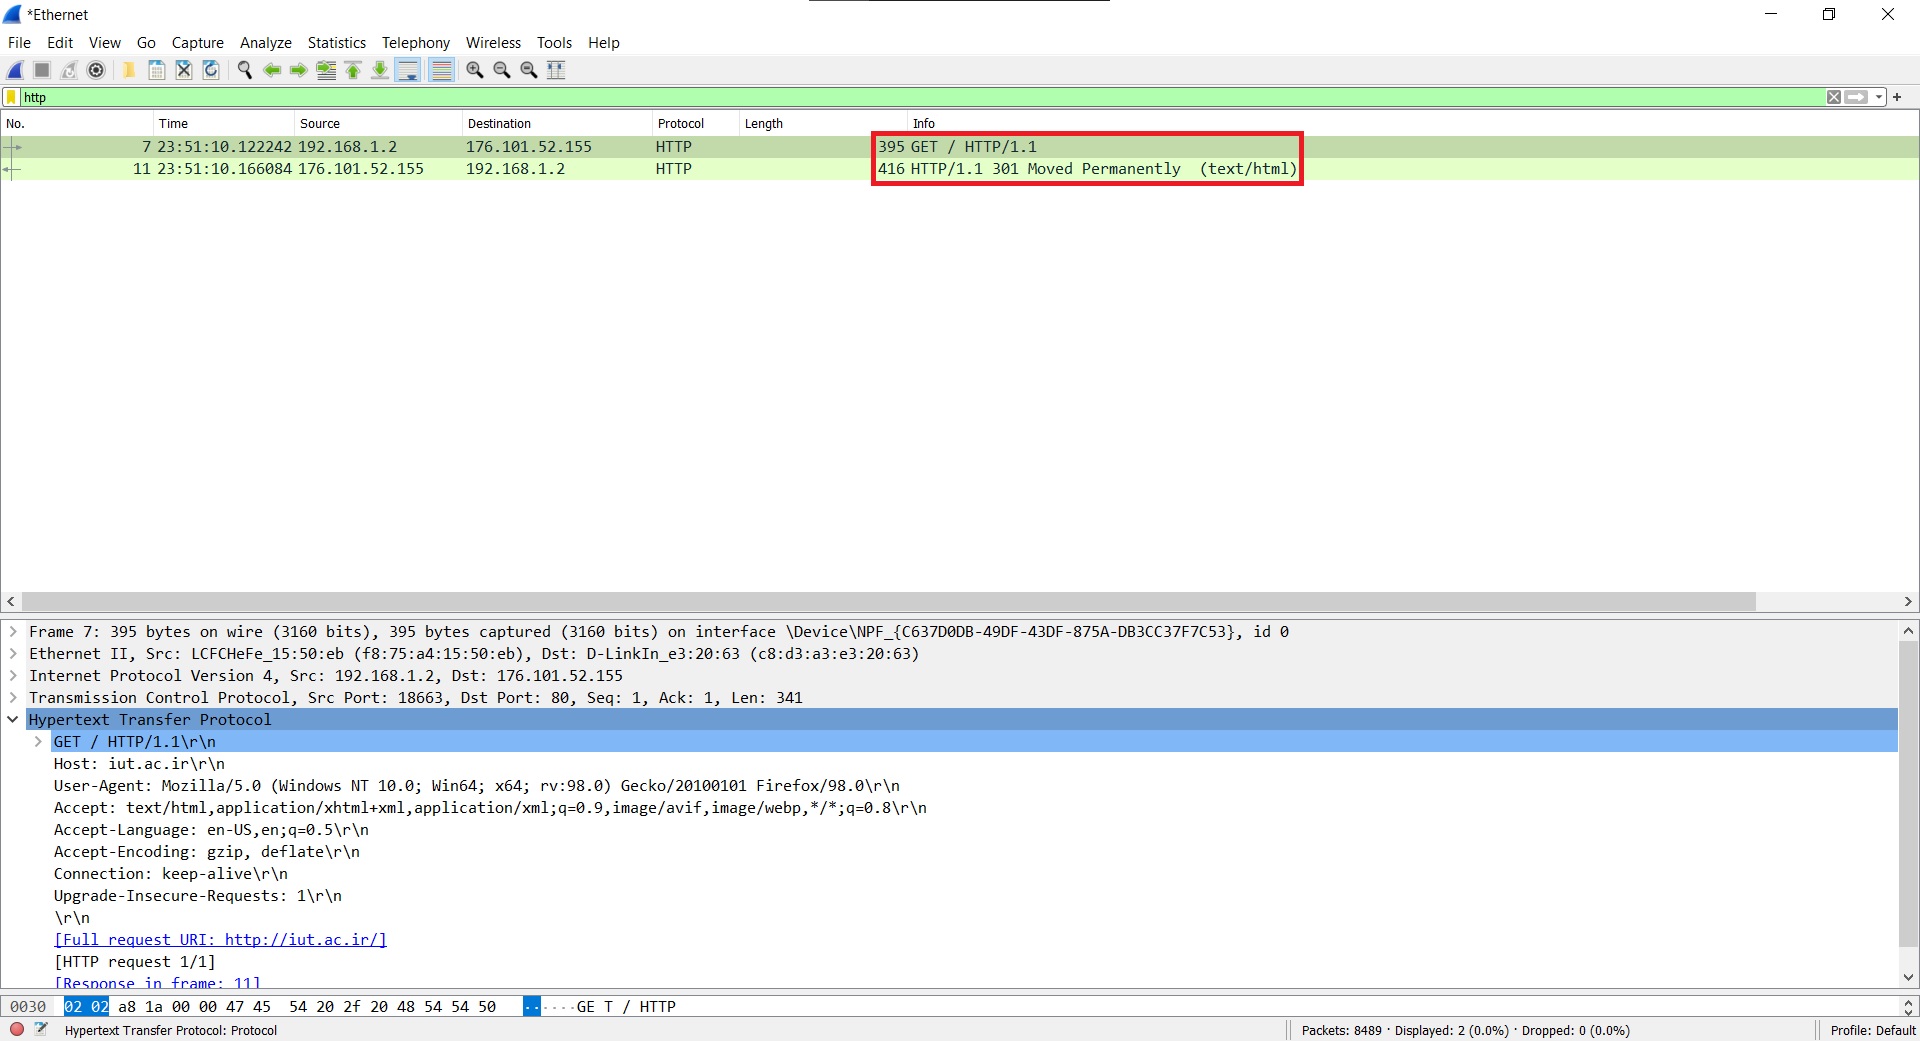 *Ethernet
File Edit View Go Capture Analyze Statistics Telephony Wireless Tools Help
http
No. Time Source Destination Protocol Length Info
7 23:51:10.122242 192.168.1.2 176.101.52.155 HTTP 395 GET / HTTP/1.1
11 23:51:10.166084 176.101.52.155 192.168.1.2 HTTP 416 HTTP/1.1 301 Moved Permanently (text/html)
Frame 7: 395 bytes on wire (3160 bits), 395 bytes captured (3160 bits) on interface \Device\NPF_{C637D0DB-49DF-43DF-875A-DB3CC37F7C53}, id 0
Ethernet II, Src: LCFCHeFe_15:50:eb (f8:75:a4:15:50:eb), Dst: D-LinkIn_e3:20:63 (c8:d3:a3:e3:20:63)
Internet Protocol Version 4, Src: 192.168.1.2, Dst: 176.101.52.155
Transmission Control Protocol, Src Port: 18663, Dst Port: 80, Seq: 1, Ack: 1, Len: 341
Hypertext Transfer Protocol
GET / HTTP/1.1\r\n
Host: iut.ac.ir\r\n
User-Agent: Mozilla/5.0 (Windows NT 10.0; Win64; x64; rv:98.0) Gecko/20100101 Firefox/98.0\r\n
Accept: text/html,application/xhtml+xml,application/xml;q=0.9,image/avif,image/webp,*/*;q=0.8\r\n
Accept-Language: en-US,en;q=0.5\r\n
Accept-Encoding: gzip, deflate\r\n
Connection: keep-alive\r\n
Upgrade-Insecure-Requests: 1\r\n
\r\n
[Full request URI: http://iut.ac.ir/]
[HTTP request 1/1]
[Response in frame: 11]
0030 02 02 a8 1a 00 00 47 45 54 20 2f 20 48 54 54 50 ······GE T / HTTP
Hypertext Transfer Protocol: Protocol Packets: 8489 · Displayed: 2 (0.0%) · Dropped: 0 (0.0%) Profile: Default